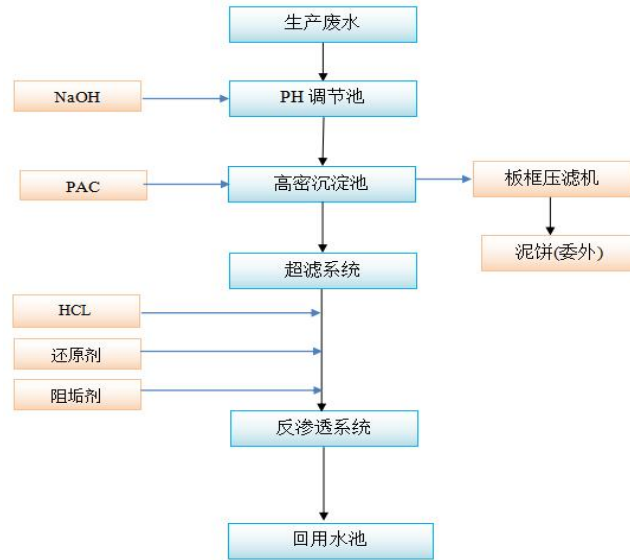 生产废水
NaOH
PH 调节池
PAC
高密沉淀池
板框压滤机
泥饼(委外)
超滤系统
HCL
还原剂
阻垢剂
反渗透系统
回用水池